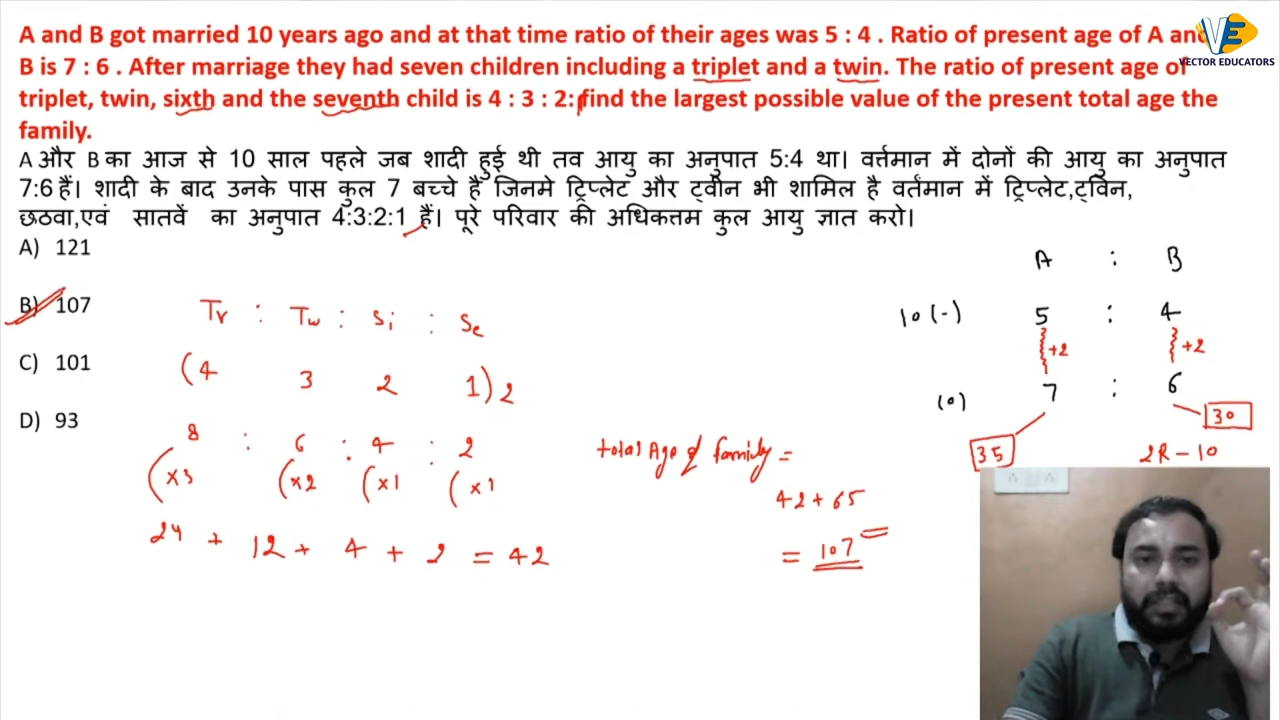 A and B got married 10 years ago and at that time ratio of their ages was 5 : 4 . Ratio of present age of A and
B is 7 : 6 . After marriage they had seven children including a triplet and a twin. The ratio of present age of
triplet, twin, sixth and the seventh child is 4 : 3 : 2: find the largest possible value of the present total age the
family.
A और B का आज से 10 साल पहले जब शादी हुई थी तव आयु का अनुपात 5:4 था। वर्त्तमान में दोनों की आयु का अनुपात
7:6 हैं। शादी के बाद उनके पास कुल 7 बच्चे हैं जिनमे ट्रिप्लेट और ट्वीन भी शामिल है वर्तंमान में ट्रिप्लेट,ट्विन,
छठवा,एवं सातवें का अनुपात 4:3:2:1 हैं। पूरे परिवार की अधिकत्तम कुल आयु ज्ञात करो।
A) 121
B) 107
C) 101
D) 93
Tr : Tw : Si : Se
(4 3 2 1) 2
8 : 6 : 4 : 2
(×3 (×2 (×1 (×1
24 + 12 + 4 + 2 = 42
total Age of family =
42 + 65
= 107
A : B
10 (-) 5 : 4
+2 +2
(0) 7 : 6
35 30
2R - 10
VE
VECTOR EDUCATORS